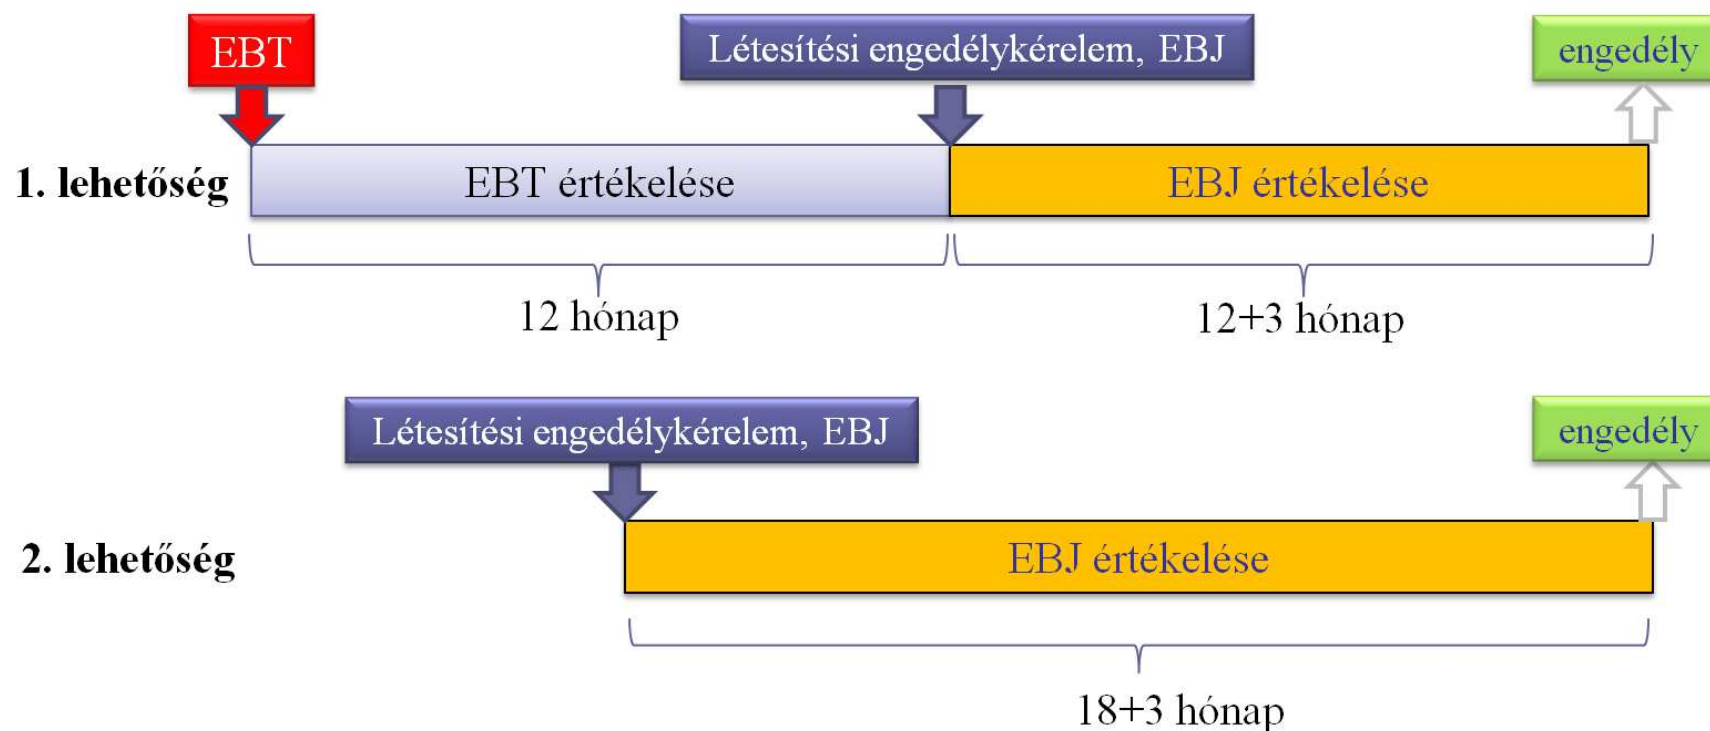 EBT
Létesítési engedélykérelem, EBJ
engedély
1. lehetőség
EBT értékelése
EBJ értékelése
12 hónap
12+3 hónap
Létesítési engedélykérelem, EBJ
engedély
2. lehetőség
EBJ értékelése
18+3 hónap